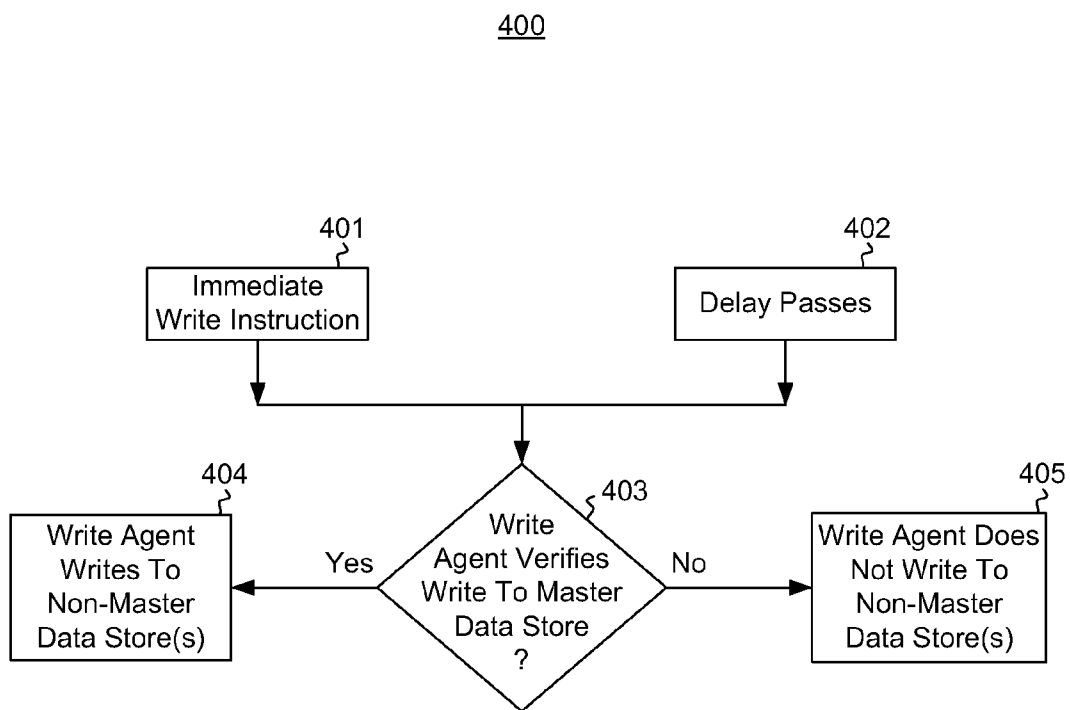 400
401
Immediate
Write Instruction
402
Delay Passes
403
Write
Agent Verifies
Write To Master
Data Store
?
Yes
No
404
Write Agent
Writes To
Non-Master
Data Store(s)
405
Write Agent Does
Not Write To
Non-Master
Data Store(s)